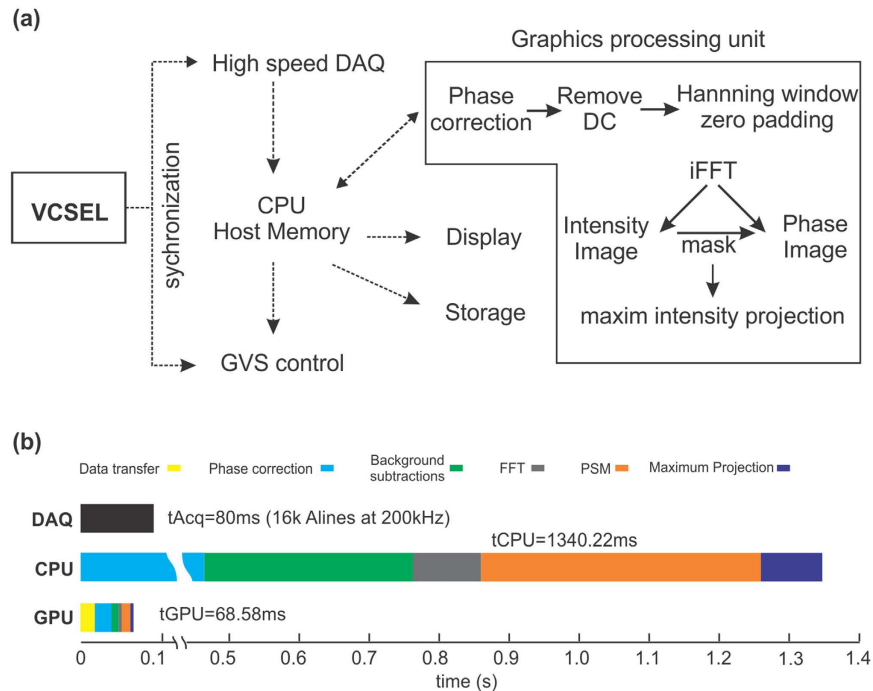 (a)
Graphics processing unit
High speed DAQ
Phase
correction
Remove
DC
Hannning window
zero padding
sychronization
VCSEL
CPU
Host Memory
iFFT
Intensity
Image
mask
Phase
Image
Display
Storage
maxim intensity projection
GVS control
(b)
Data transfer
Phase correction
Background
subtractions
FFT
PSM
Maximum Projection
DAQ
tAcq=80ms (16k Alines at 200kHz)
tCPU=1340.22ms
CPU
GPU
tGPU=68.58ms
0 0.1 0.5 0.6 0.7 0.8 0.9 1.0 1.1 1.2 1.3 1.4
time (s)